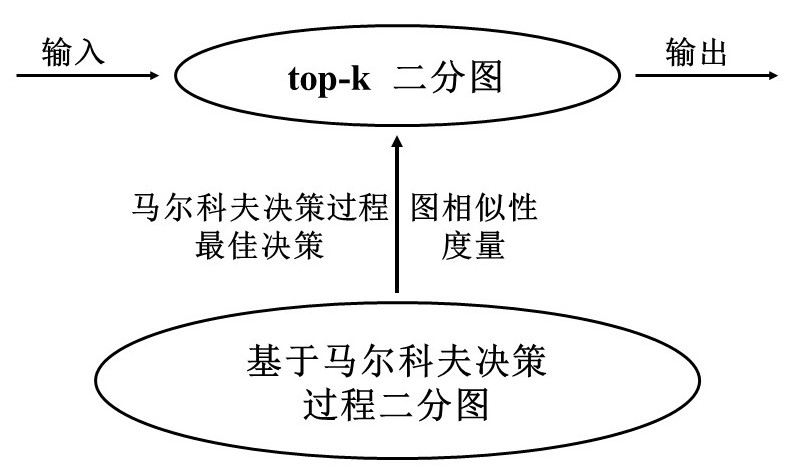 输入
top-k 二分图
输出
马尔科夫决策过程
最佳决策
图相似性
度量
基于马尔科夫决策
过程二分图